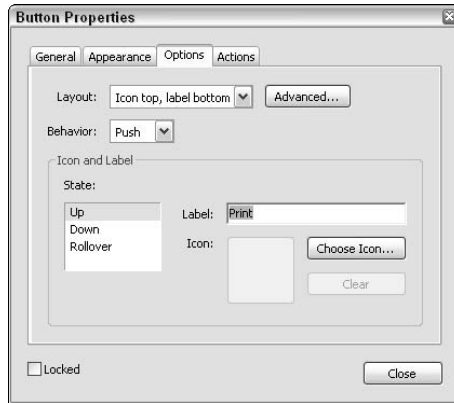 Button Properties
General Appearance Options Actions
Layout: Icon top, label bottom Advanced...
Behavior: Push
Icon and Label
State:
Up
Down
Rollover
Label: Print
Icon: Choose Icon...
Clear
Locked
Close